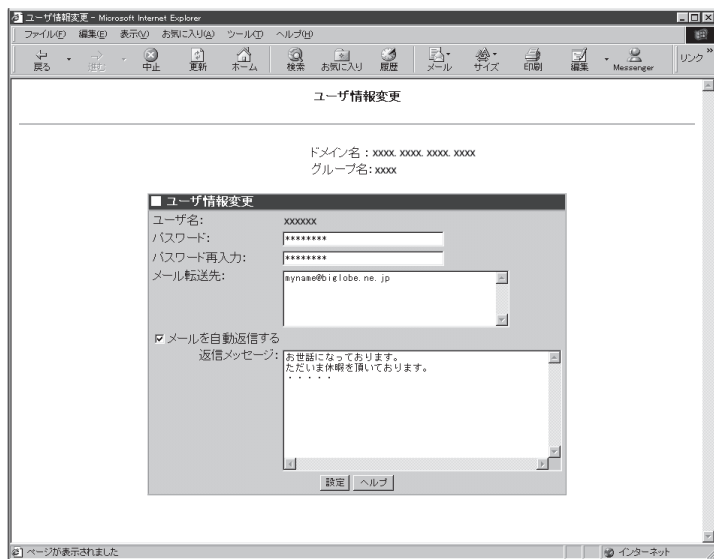 ユーザ情報変更 - Microsoft Internet Explorer
ファイル(F) 編集(E) 表示(V) お気に入り(A) ツール(T) ヘルプ(H)
戻る 進む 中止 更新 ホーム 検索 お気に入り 履歴 メール サイズ 印刷 編集 Messenger リンク »
ユーザ情報変更
ドメイン名:xxxx.xxxx.xxxx.xxxx
グループ名:xxxx
ユーザ情報変更
ユーザ名: xxxxxx
パスワード: ********
パスワード再入力: ********
メール転送先: myname@biglobe.ne.jp
メールを自動返信する
返信メッセージ: お世話になっております。
ただいま休暇を頂いております。
・・・・・
設定 ヘルプ
ページが表示されました インターネット